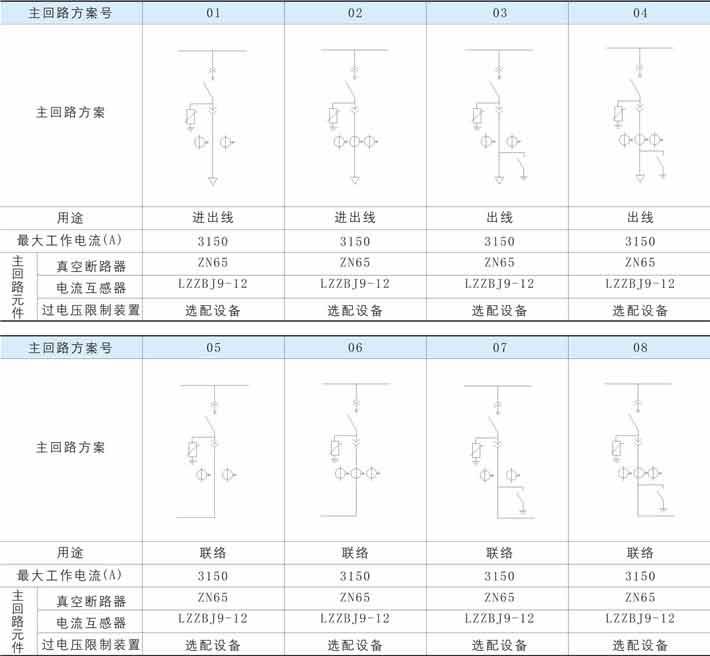 主回路方案号 01 02 03 04
主回路方案
用途 进出线 进出线 出线 出线
最大工作电流(A) 3150 3150 3150 3150
主回路元件
真空断路器 ZN65 ZN65 ZN65 ZN65
电流互感器 LZZBJ9-12 LZZBJ9-12 LZZBJ9-12 LZZBJ9-12
过电压限制装置 选配设备 选配设备 选配设备 选配设备
主回路方案号 05 06 07 08
主回路方案
用途 联络 联络 联络 联络
最大工作电流(A) 3150 3150 3150 3150
主回路元件
真空断路器 ZN65 ZN65 ZN65 ZN65
电流互感器 LZZBJ9-12 LZZBJ9-12 LZZBJ9-12 LZZBJ9-12
过电压限制装置 选配设备 选配设备 选配设备 选配设备